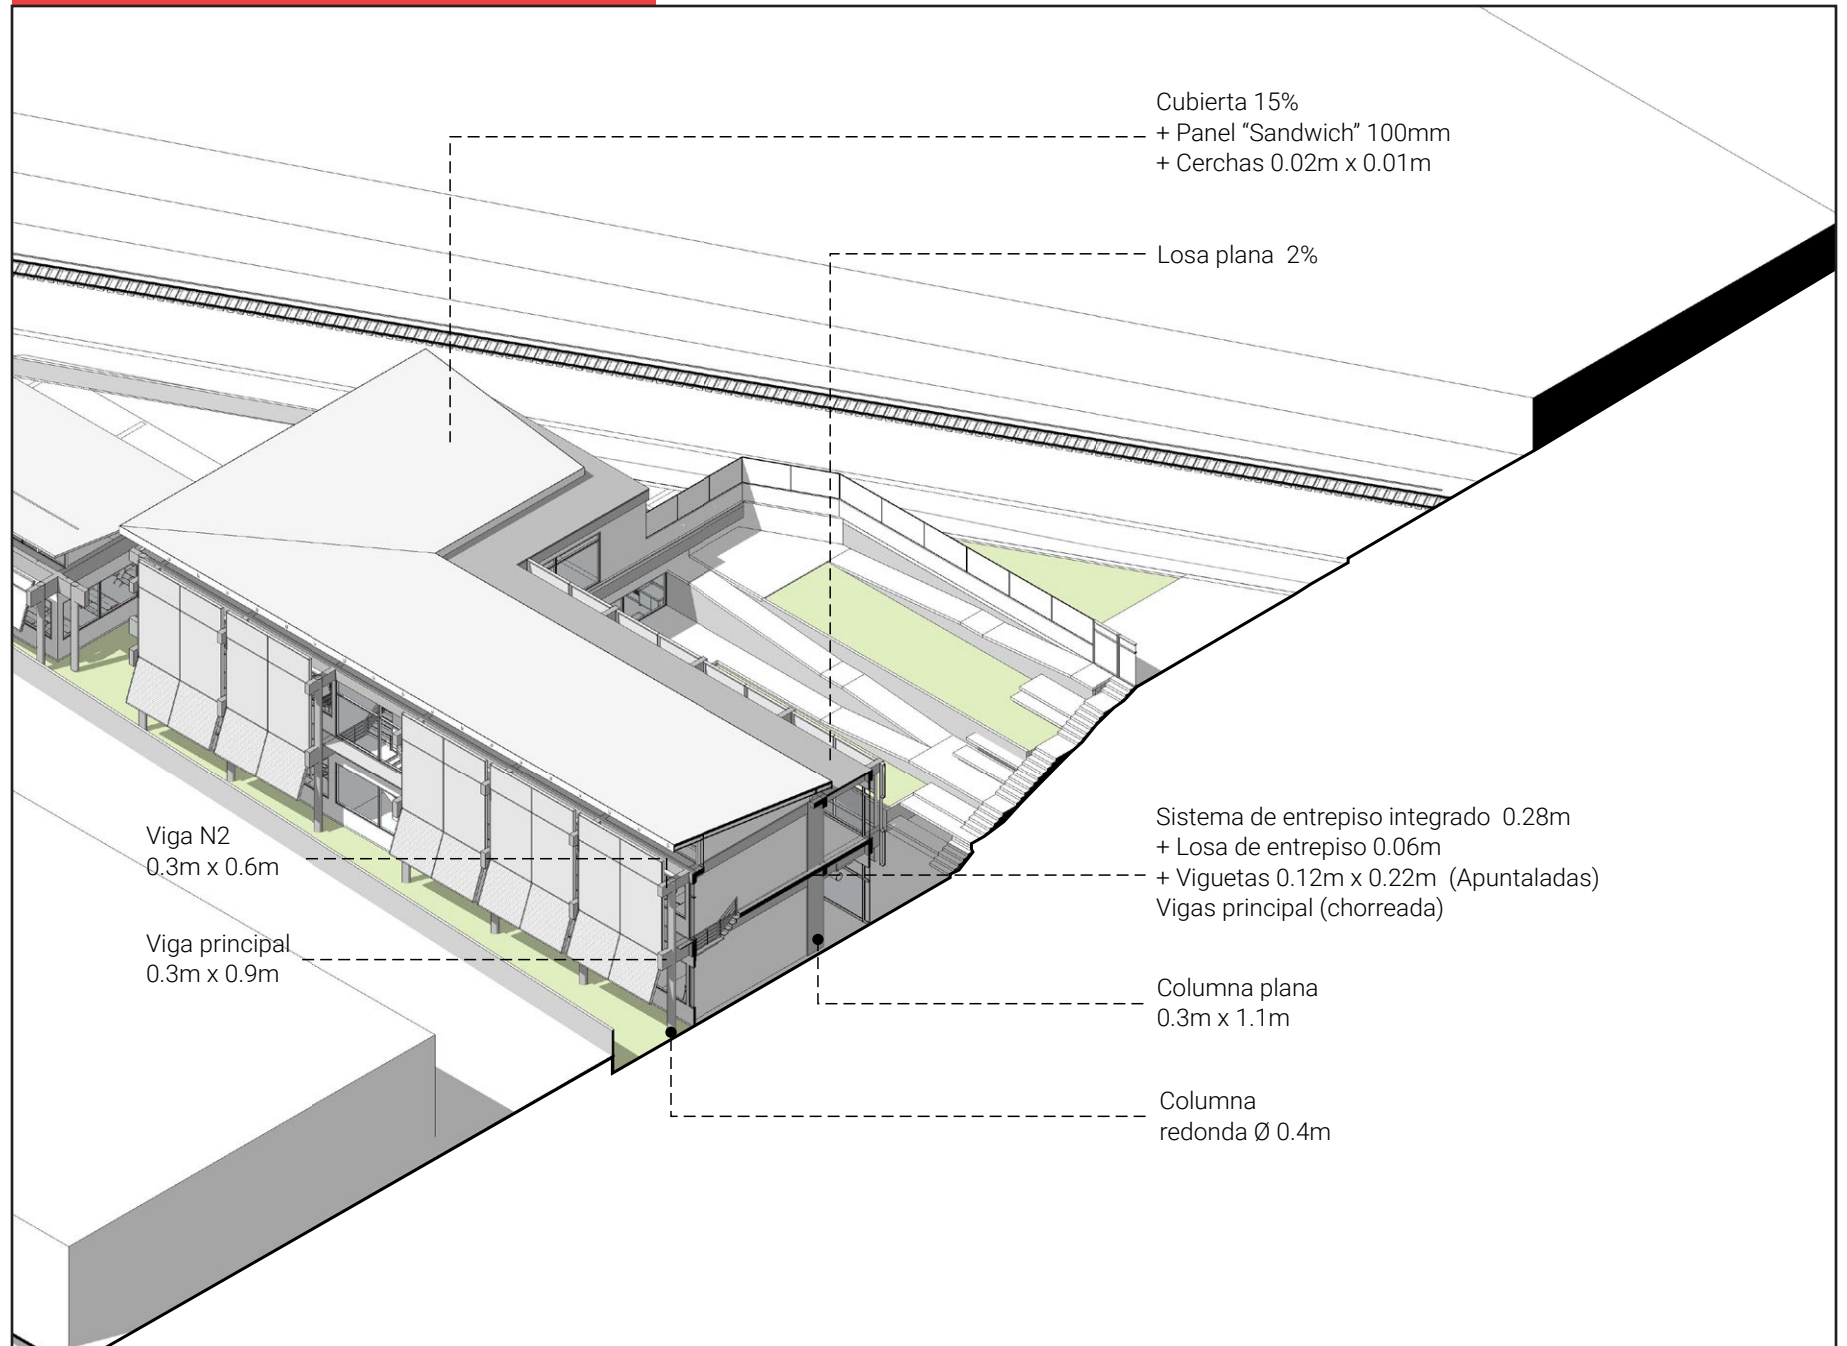 Cubierta 15%
+ Panel “Sandwich” 100mm
+ Cerchas 0.02m x 0.01m
Losa plana 2%
Viga N2
0.3m x 0.6m
Viga principal
0.3m x 0.9m
Sistema de entrepiso integrado 0.28m
+ Losa de entrepiso 0.06m
+ Viguetas 0.12m x 0.22m (Apuntaladas)
Vigas principal (chorreada)
Columna plana
0.3m x 1.1m
Columna
redonda Ø 0.4m